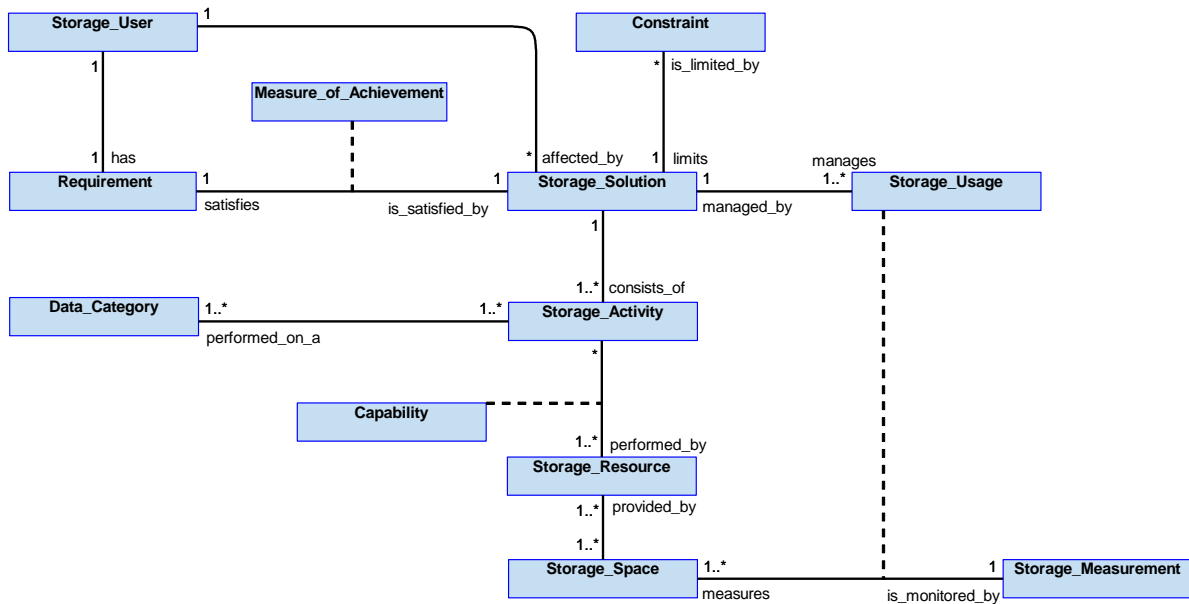 Storage_User
1
1
1
has
Constraint
*
is_limited_by
Measure_of_Achievement
*
affected_by
1
limits
manages
Requirement
1
satisfies
1
is_satisfied_by
Storage_Solution
1
managed_by
1..*
Storage_Usage
1
1..*
consists_of
Data_Category
1..*
performed_on_a
1..*
Storage_Activity
*
Capability
1..*
performed_by
Storage_Resource
1..*
provided_by
1..*
Storage_Space
1..*
measures
1
is_monitored_by
Storage_Measurement